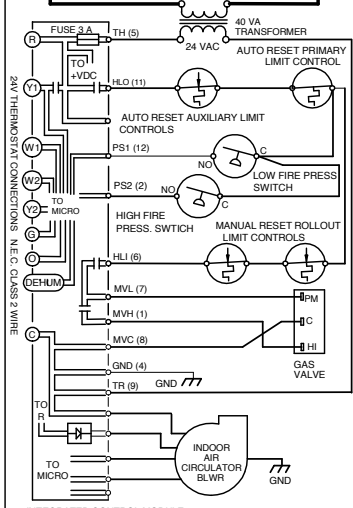 40 VA
TRANSFORMER
FUSE 3 A
TH (5)
24 VAC
R
TO
+VDC
AUTO RESET PRIMARY
LIMIT CONTROL
Y1
HLO (11)
AUTO RESET AUXILIARY LIMIT
CONTROLS
24V THERMOSTAT CONNECTIONS N.E.C. CLASS 2 WIRE
W1
PS1 (12)
C
NO
LOW FIRE PRESS
SWITCH
W2
PS2 (2)
NO
C
Y2
TO
MICRO
HIGH FIRE
PRESS. SWTICH
MANUAL RESET ROLLOUT
LIMIT CONTROLS
G
O
HLI (6)
DEHUM
MVL (7)
PM
MVH (1)
C
C
MVC (8)
HI
GAS
VALVE
GND (4)
GND
TR (9)
TO
R
INDOOR
AIR
CIRCULATOR
BLWR
TO
MICRO
GND